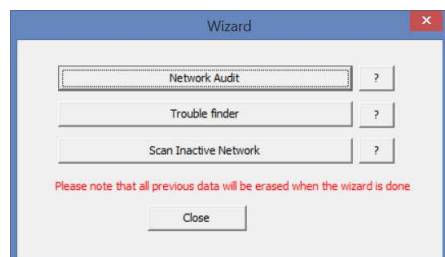 Wizard
x
Network Audit ?
Trouble finder ?
Scan Inactive Network ?
Please note that all previous data will be erased when the wizard is done
Close